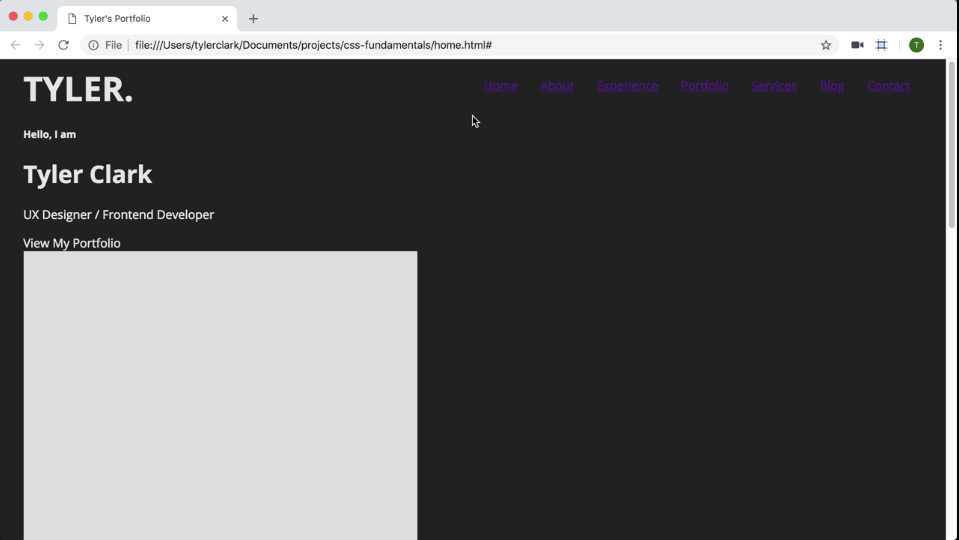 Tyler's Portfolio
File file:///Users/tylerclark/Documents/projects/css-fundamentals/home.html# T
TYLER. Home About Experience Portfolio Services Blog Contact
Hello, I am
Tyler Clark
UX Designer / Frontend Developer
View My Portfolio